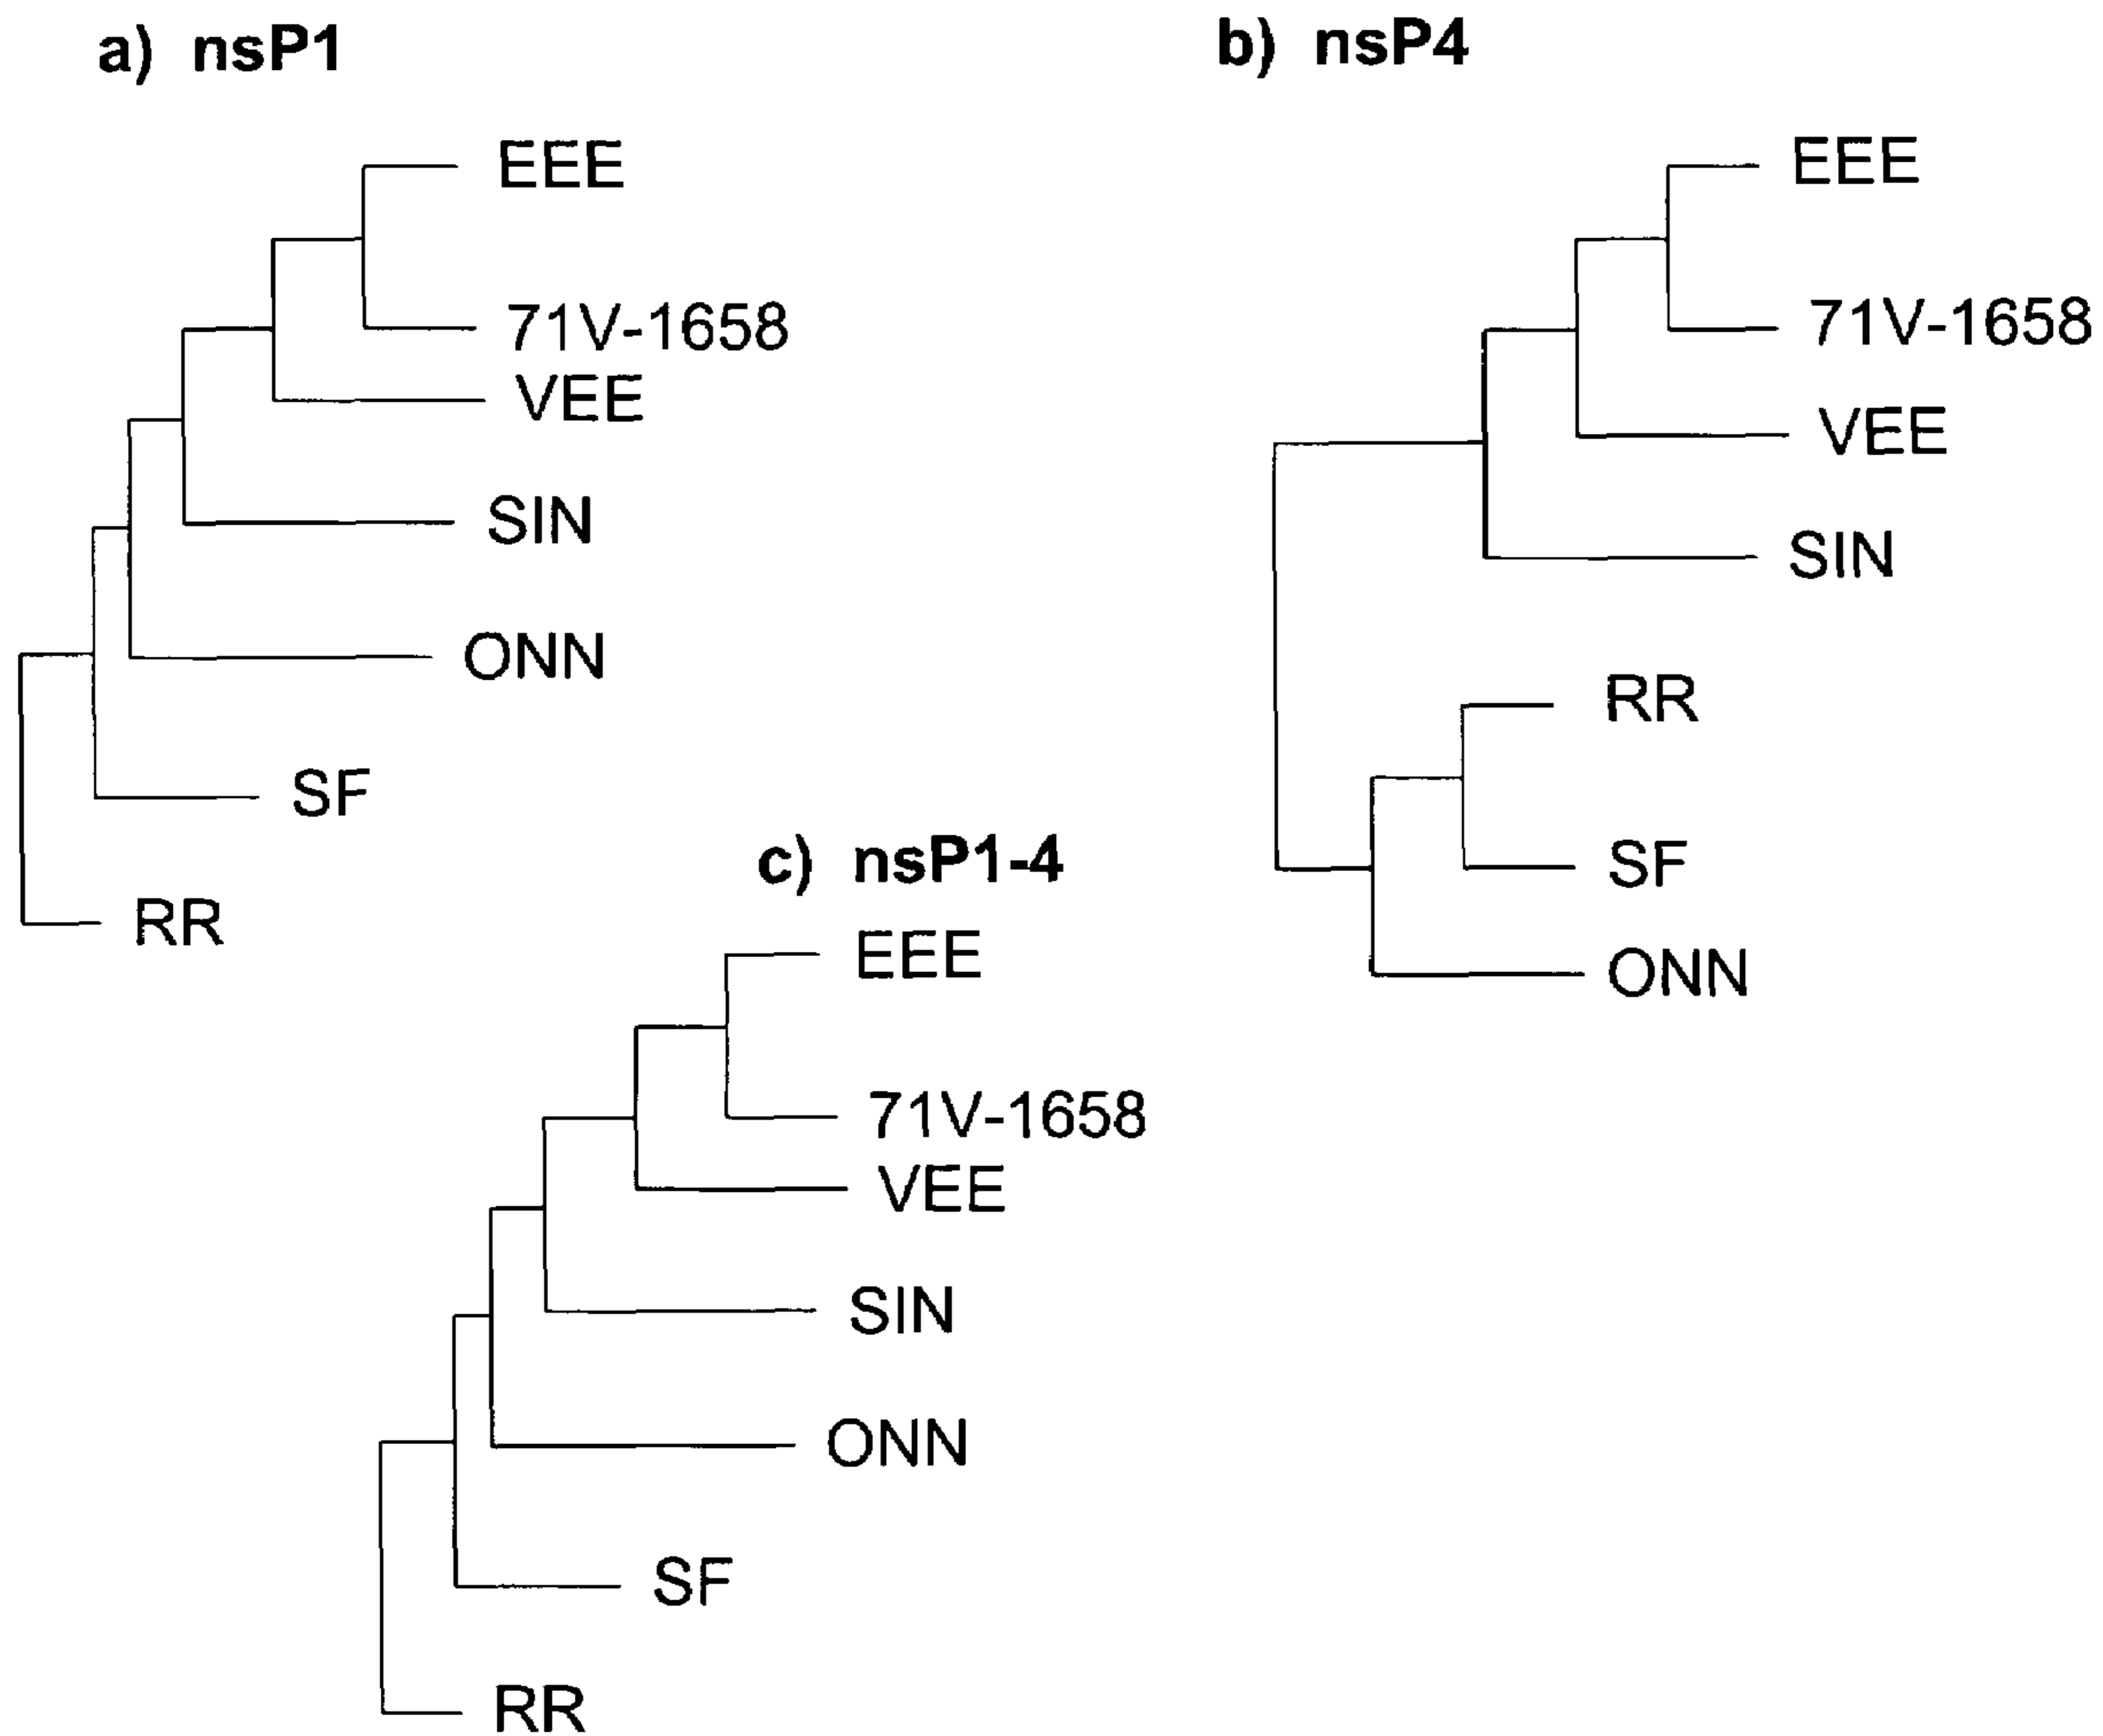 a) nsP1
EEE
71V-1658
VEE
SIN
ONN
SF
RR
b) nsP4
EEE
71V-1658
VEE
SIN
RR
SF
ONN
c) nsP1-4
EEE
71V-1658
VEE
SIN
ONN
SF
RR